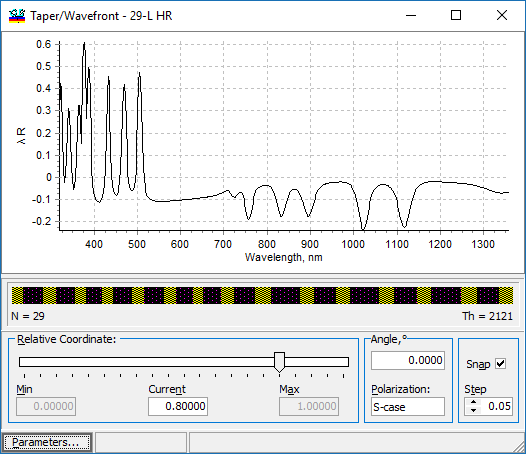 Taper/Wavefront - 29-L HR
0.6
0.5
0.4
0.3
0.2
0.1
0
-0.1
-0.2
λ R
400 500 600 700 800 900 1000 1100 1200 1300
Wavelength, nm
N = 29 Th = 2121
Relative Coordinate: Angle,°
0.0000 Snap
Min Current Max Polarization: Step
0.00000 0.80000 1.00000 S-case 0.05
Parameters...